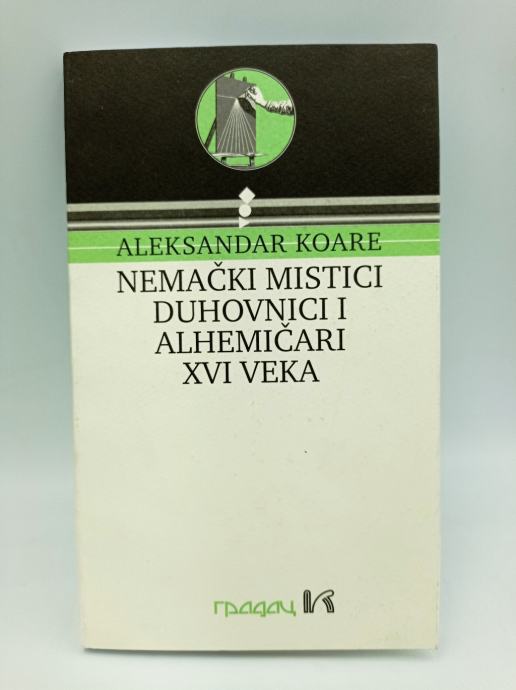 ALEKSANDAR KOARE
NEMAČKI MISTICI
DUHOVNICI I
ALHEMIČARI
XVI VEKA
градац K